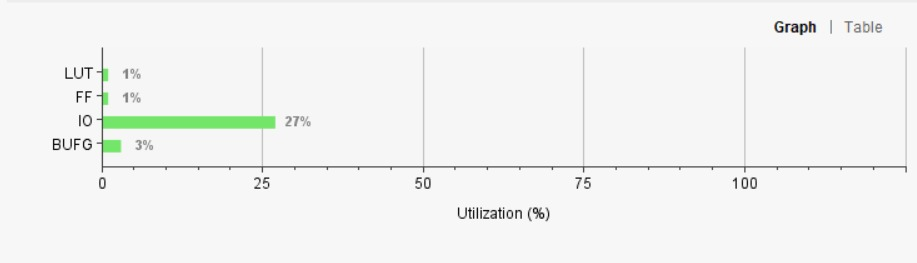 Graph | Table
LUT 1%
FF 1%
IO 27%
BUFG 3%
0 25 50 75 100
Utilization (%)